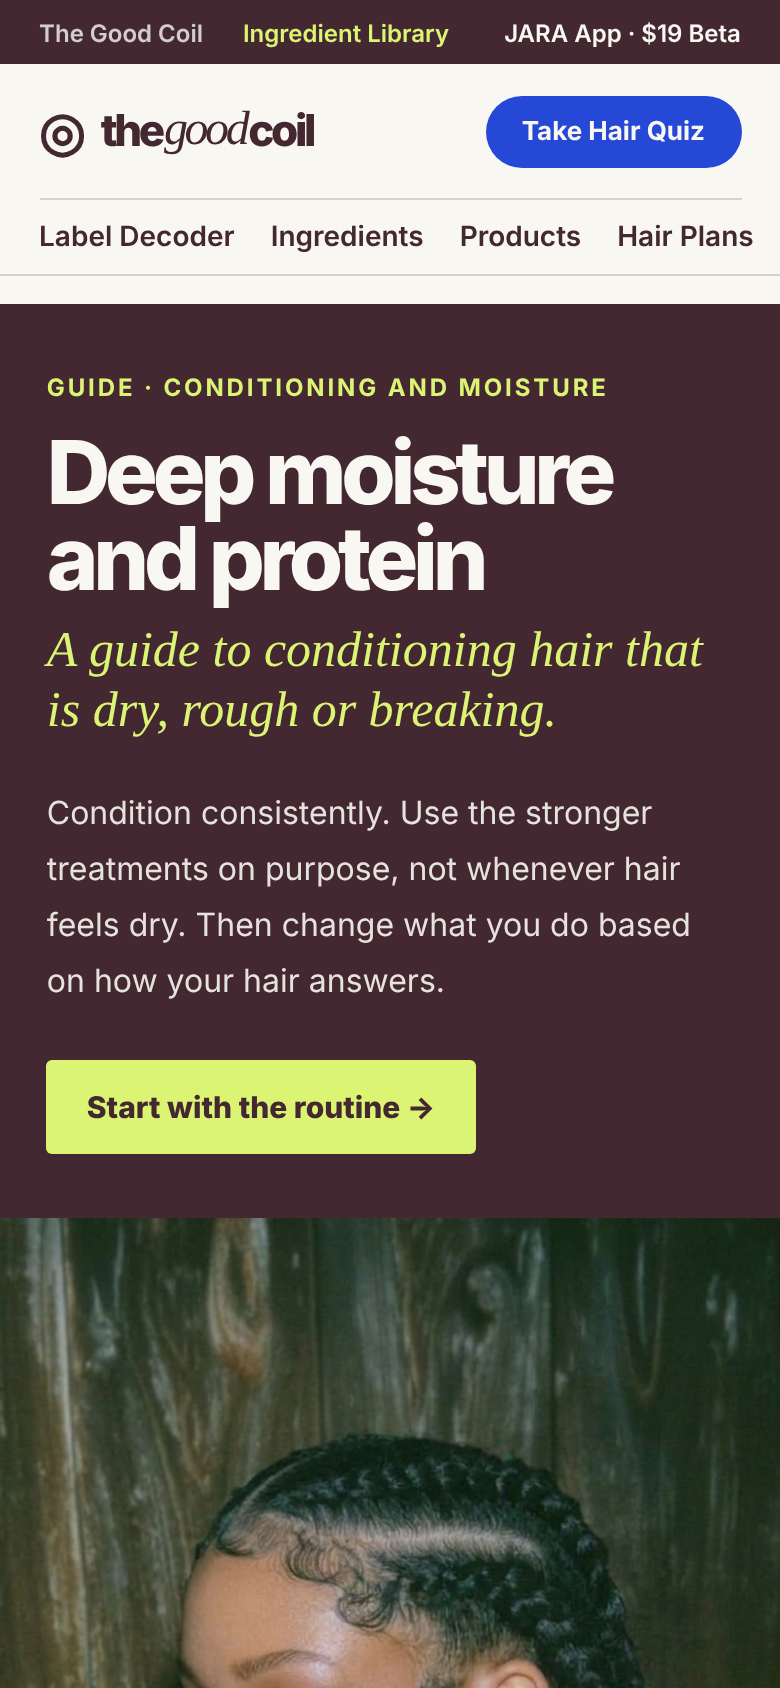 The Good Coil Ingredient Library JARA App · $19 Beta
thegoodcoil Take Hair Quiz
Label Decoder Ingredients Products Hair Plans
GUIDE · CONDITIONING AND MOISTURE
Deep moisture
and protein
A guide to conditioning hair that
is dry, rough or breaking.
Condition consistently. Use the stronger
treatments on purpose, not whenever hair
feels dry. Then change what you do based
on how your hair answers.
Start with the routine →